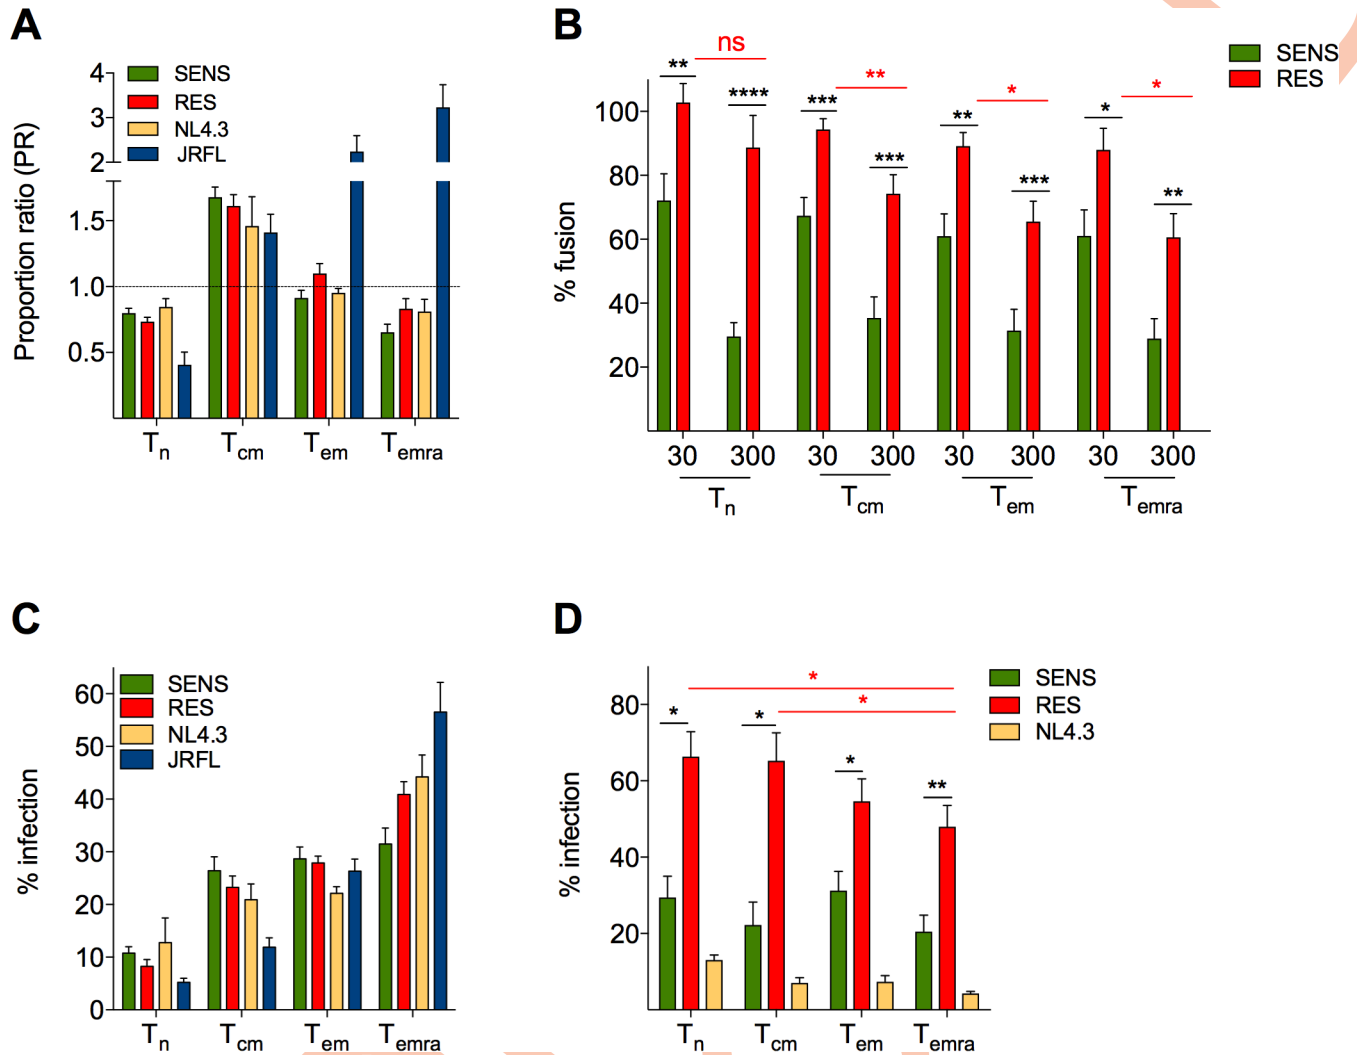 A
Proportion ratio (PR)
4
3
2
1.5
1.0
0.5
SENS
RES
NL4.3
JRFL
Tn Tcm Tem Temra
B
% fusion
100
80
60
40
20
** ns **** *** ** *** ** * *** * * **
SENS
RES
30 300 30 300 30 300 30 300
Tn Tcm Tem Temra
C
% infection
60
50
40
30
20
10
0
SENS
RES
NL4.3
JRFL
Tn Tcm Tem Temra
D
% infection
80
60
40
20
*
*
* * * **
SENS
RES
NL4.3
Tn Tcm Tem Temra